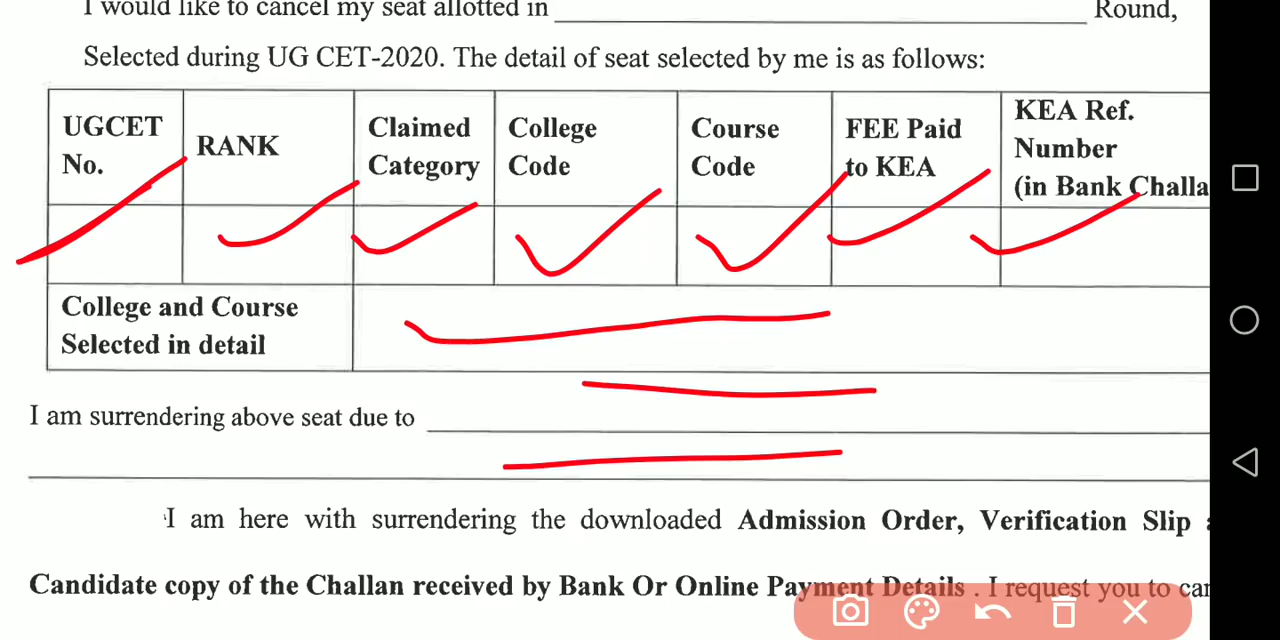 I would like to cancel my seat allotted in Round,
Selected during UG CET-2020. The detail of seat selected by me is as follows:
UGCET No.
RANK
Claimed Category
College Code
Course Code
FEE Paid to KEA
KEA Ref. Number (in Bank Challa
College and Course
Selected in detail
I am surrendering above seat due to
I am here with surrendering the downloaded Admission Order, Verification Slip
Candidate copy of the Challan received by Bank Or Online Payment Details . I request you to